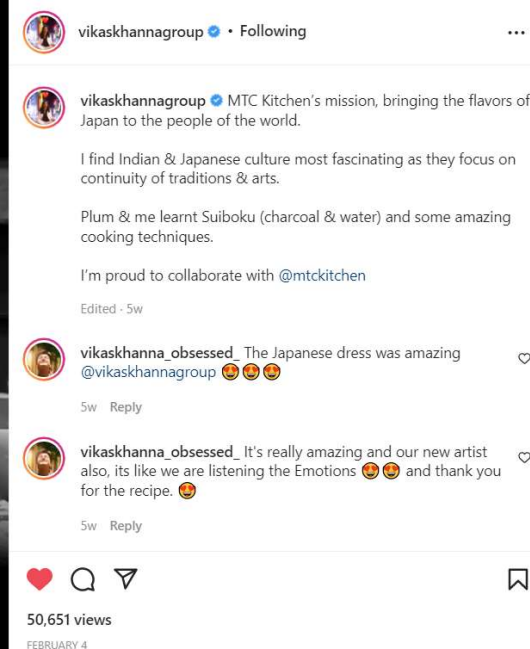 vikaskhannagroup • Following
vikaskhannagroup MTC Kitchen's mission, bringing the flavors of
Japan to the people of the world.
I find Indian & Japanese culture most fascinating as they focus on
continuity of traditions & arts.
Plum & me learnt Suiboku (charcoal & water) and some amazing
cooking techniques.
I'm proud to collaborate with @mtckitchen
Edited · 5w
vikaskhanna_obsessed_ The Japanese dress was amazing
@vikaskhannagroup 😍😍😍
5w Reply
vikaskhanna_obsessed_ It's really amazing and our new artist
also, its like we are listening the Emotions 😍😍 and thank you
for the recipe. 😍
5w Reply
50,651 views
FEBRUARY 4